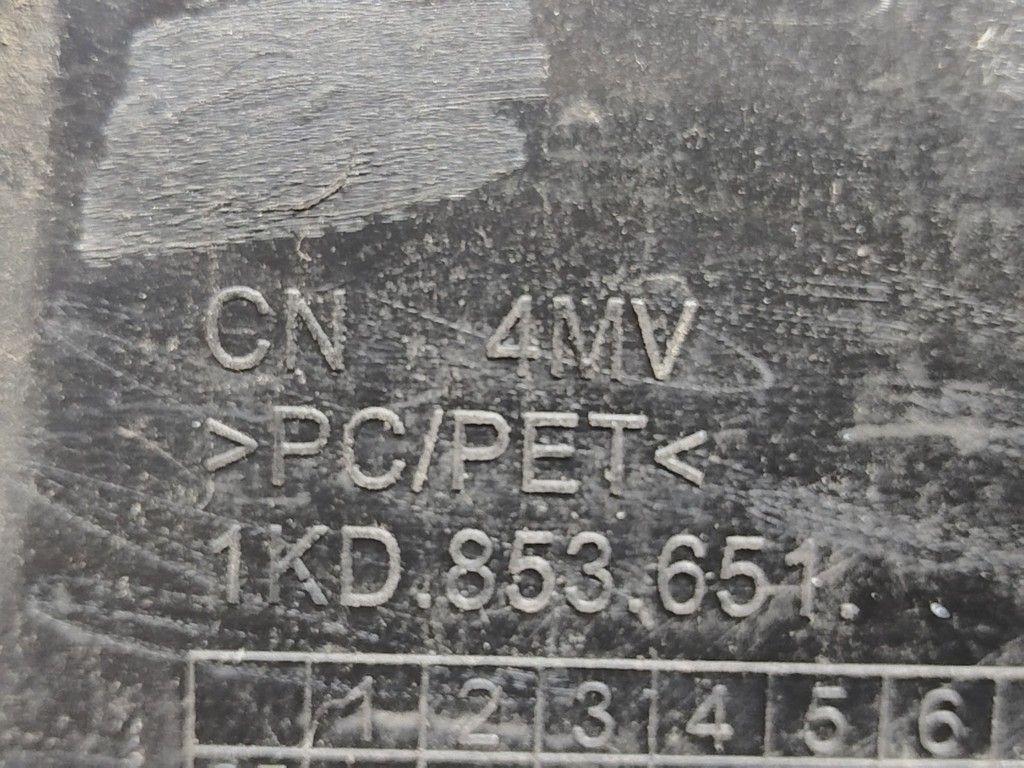 CN 4MV
>PC/PET<
1KD.853.651.
1 2 3 4 5 6